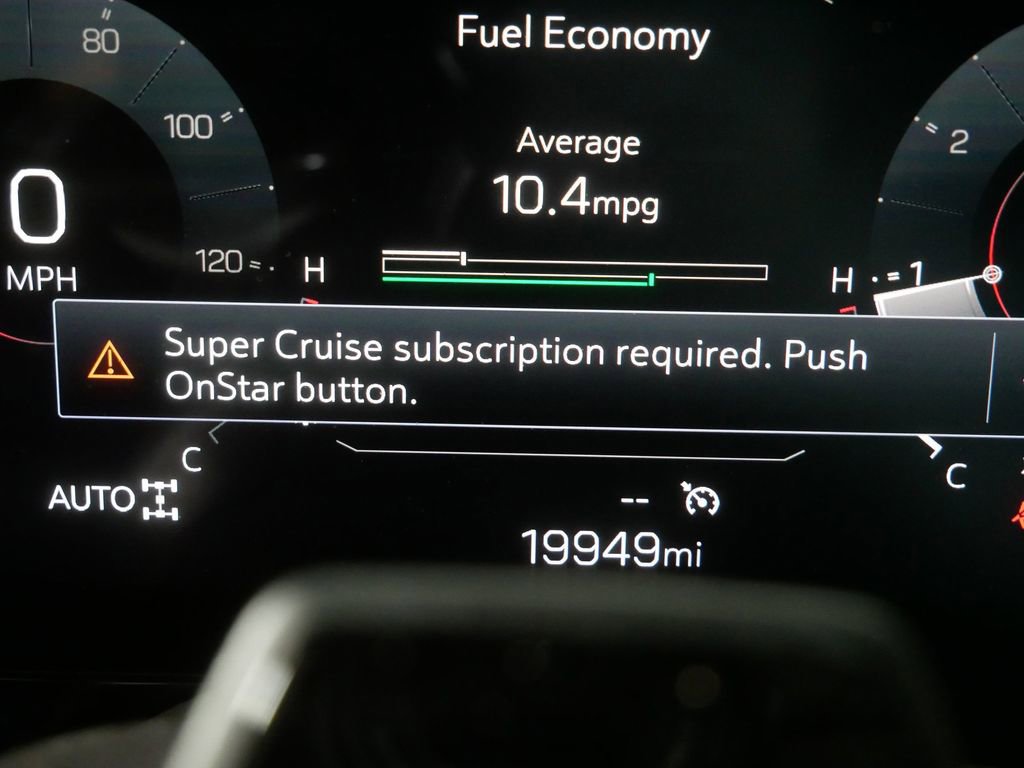 80
Fuel Economy
100
Average
2
0
10.4mpg
MPH
120
H
H
1
Super Cruise subscription required. Push
OnStar button.
C
C
AUTO
--
19949mi